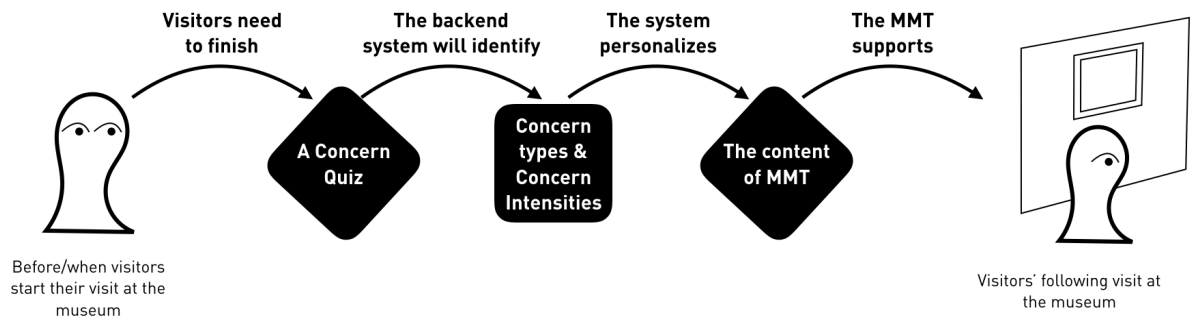 Visitors need
to finish
The backend
system will identify
The system
personalizes
The MMT
supports
A Concern
Quiz
Concern
types &
Concern
Intensities
The content
of MMT
Before/when visitors
start their visit at the
museum
Visitors’ following visit at
the museum